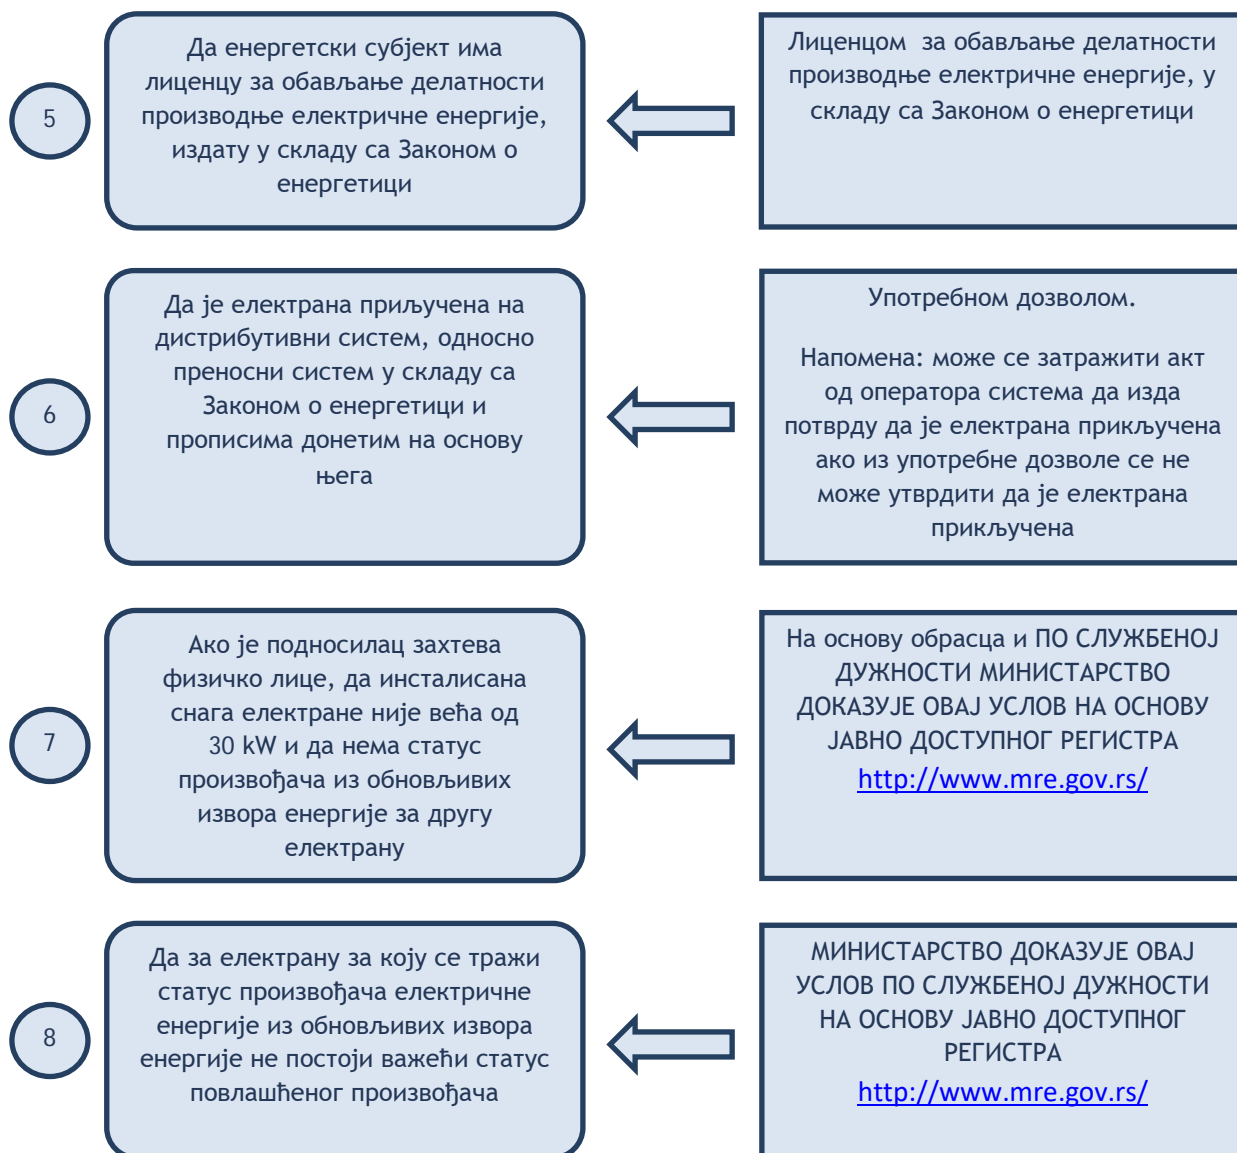 5
Да енергетски субјект има
лиценцу за обављање делатности
производње електричне енергије,
издату у складу са Законом о
енергетици
Лиценцом за обављање делатности
производње електричне енергије, у
складу са Законом о енергетици
6
Да је електрана приључена на
дистрибутивни систем, односно
преносни систем у складу са
Законом о енергетици и
прописима донетим на основу
њега
Употребном дозволом.
Напомена: може се затражити акт
од оператора система да изда
потврду да је електрана прикључена
ако из употребне дозволе се не
може утврдити да је електрана
прикључена
7
Ако је подносилац захтева
физичко лице, да инсталисана
снага електране није већа од
30 kW и да нема статус
произвођача из обновљивих
извора енергије за другу
електрану
На основу обрасца и ПО СЛУЖБЕНОЈ
ДУЖНОСТИ МИНИСТАРСТВО
ДОКАЗУЈЕ ОВАЈ УСЛОВ НА ОСНОВУ
ЈАВНО ДОСТУПНОГ РЕГИСТРА
http://www.mre.gov.rs/
8
Да за електрану за коју се тражи
статус произвођача електричне
енергије из обновљивих извора
енергије не постоји важећи статус
повлашћеног произвођача
МИНИСТАРСТВО ДОКАЗУЈЕ ОВАЈ
УСЛОВ ПО СЛУЖБЕНОЈ ДУЖНОСТИ
НА ОСНОВУ ЈАВНО ДОСТУПНОГ
РЕГИСТРА
http://www.mre.gov.rs/